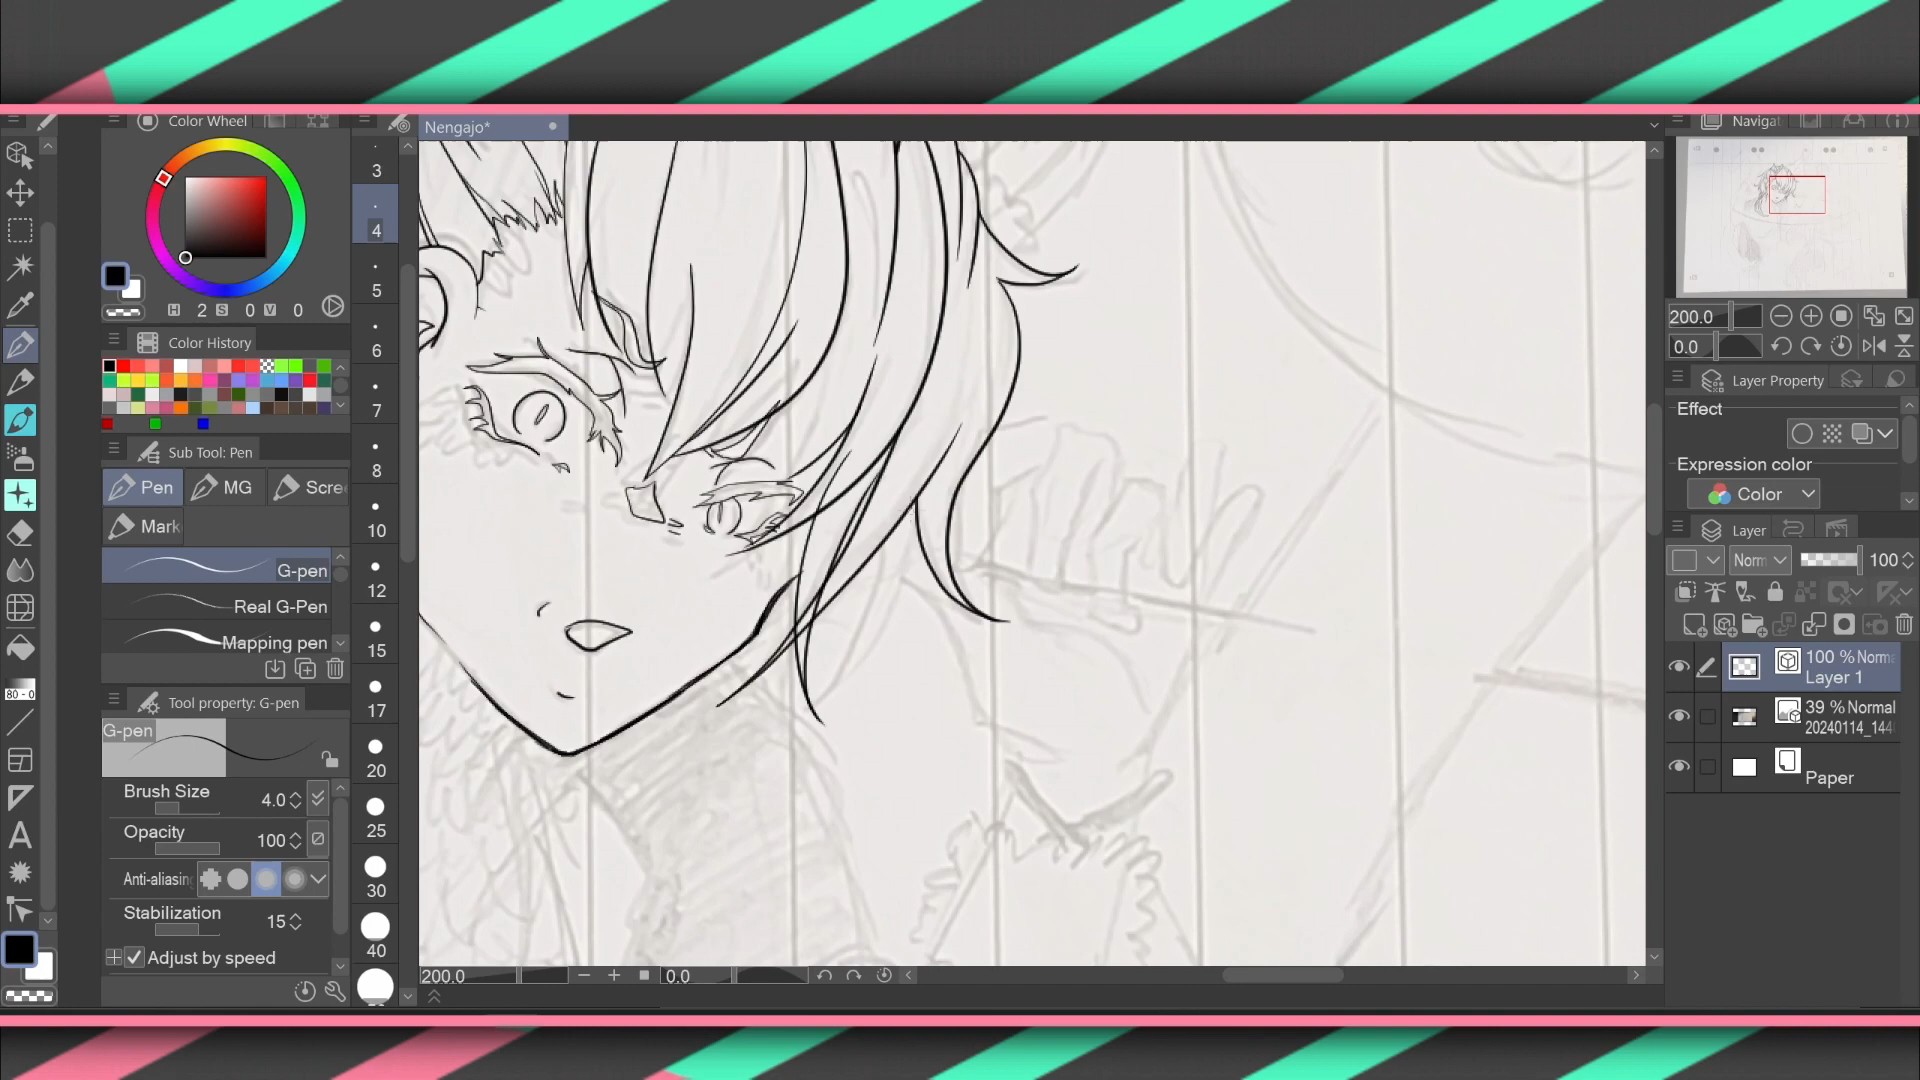 Color Wheel
H 2 S 0 V 0
Color History
Sub Tool: Pen
Pen
MG
Scre
Mark
G-pen
Real G-Pen
Mapping pen
Tool property: G-pen
G-pen
Brush Size
4.0
Opacity
100
Anti-aliasing
Stabilization
15
Adjust by speed
80 - 0
A
3
4
5
6
7
8
10
12
15
17
20
25
30
40
Nengajo*
200.0
0.0
Navigat
200.0
0.0
Layer Property
Effect
Expression color
Color
Layer
Norm
100
100 % Norma
Layer 1
39 % Normal
20240114_144
Paper